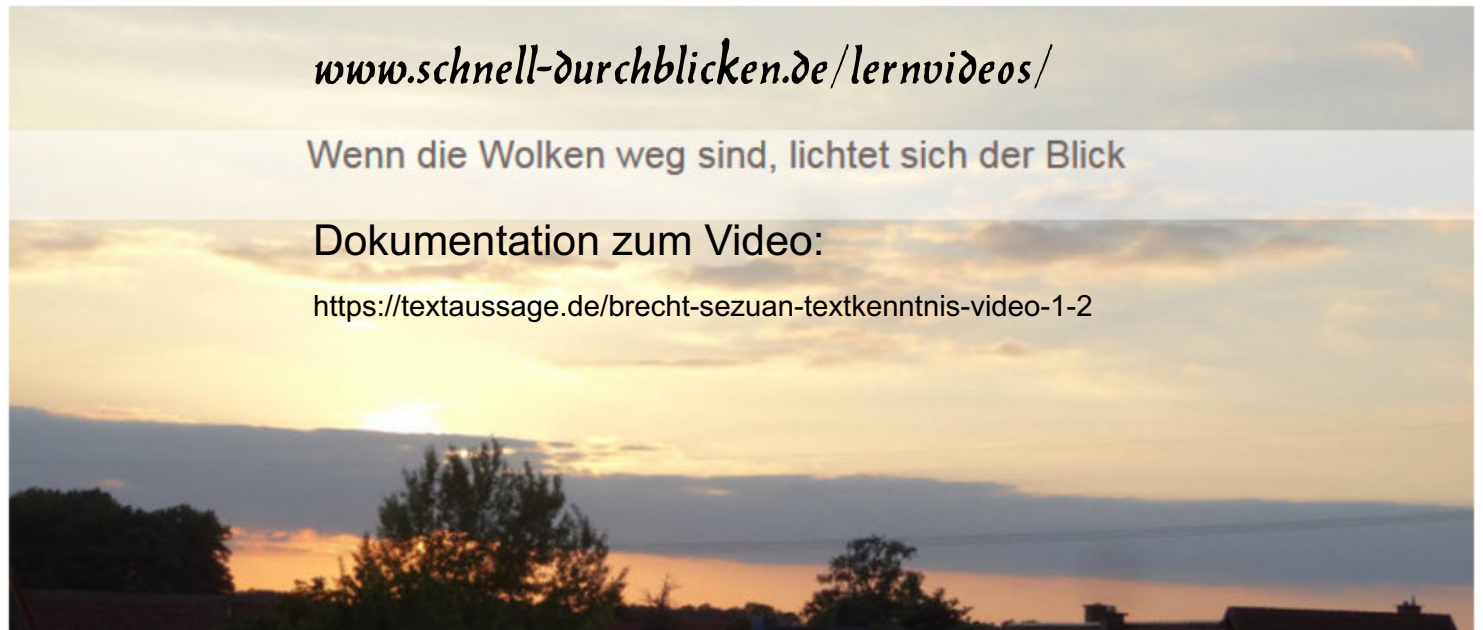 www.schnell-durchblicken.de/lernvideos/
Wenn die Wolken weg sind, lichtet sich der Blick
Dokumentation zum Video:
https://textaussage.de/brecht-sezuan-textkenntnis-video-1-2